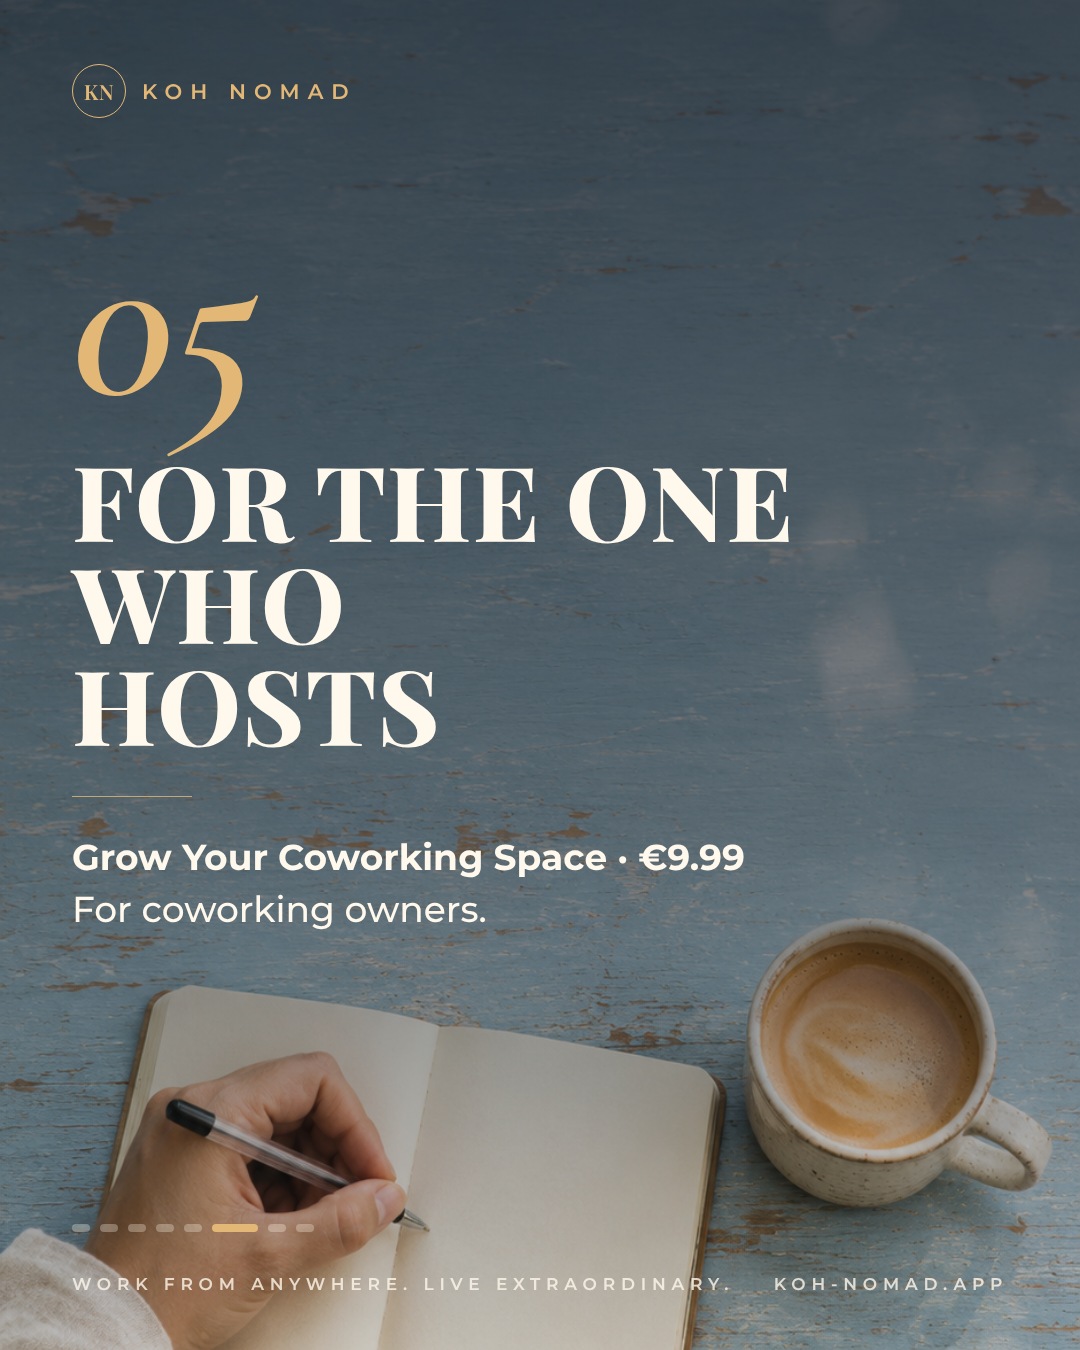 KN KOH NOMAD
05
FOR THE ONE
WHO
HOSTS
Grow Your Coworking Space · €9.99
For coworking owners.
WORK FROM ANYWHERE. LIVE EXTRAORDINARY. KOH-NOMAD.APP